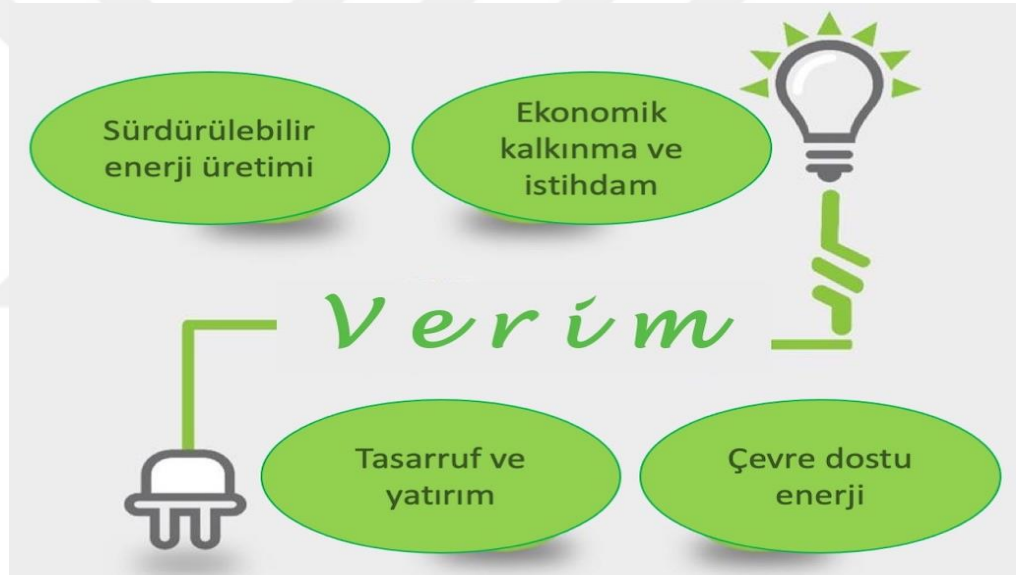 Sürdürülebilir
enerji üretimi
Ekonomik
kalkınma ve
istihdam
Verim
Tasarruf ve
yatırım
Çevre dostu
enerji